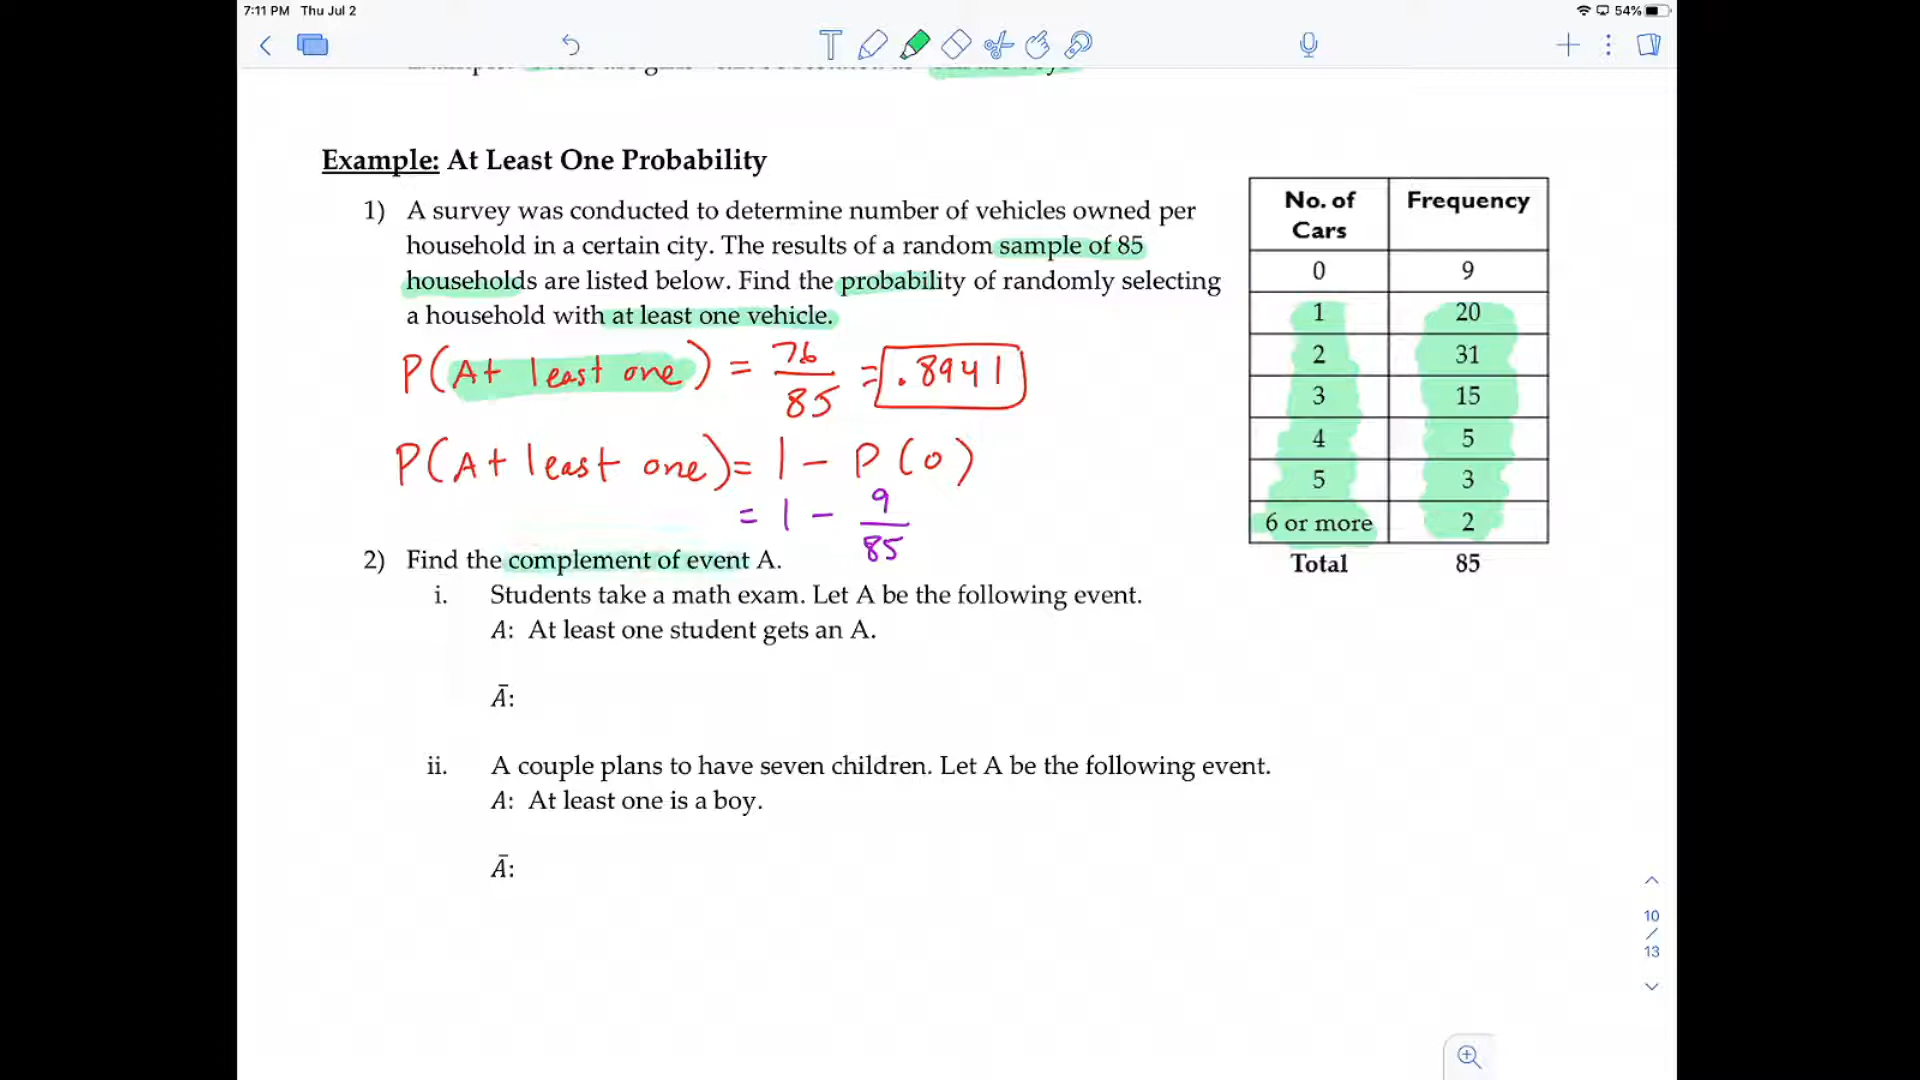 7:11 PM Thu Jul 2
54%
Example: At Least One Probability
1) A survey was conducted to determine number of vehicles owned per
household in a certain city. The results of a random sample of 85
households are listed below. Find the probability of randomly selecting
a household with at least one vehicle.
P(At least one) = 76/85 = .8941
P(At least one) = 1 - P(0)
= 1 - 9/85
No. of Cars Frequency
0 9
1 20
2 31
3 15
4 5
5 3
6 or more 2
Total 85
2) Find the complement of event A.
i. Students take a math exam. Let A be the following event.
A: At least one student gets an A.
Ā:
ii. A couple plans to have seven children. Let A be the following event.
A: At least one is a boy.
Ā:
10
/
13